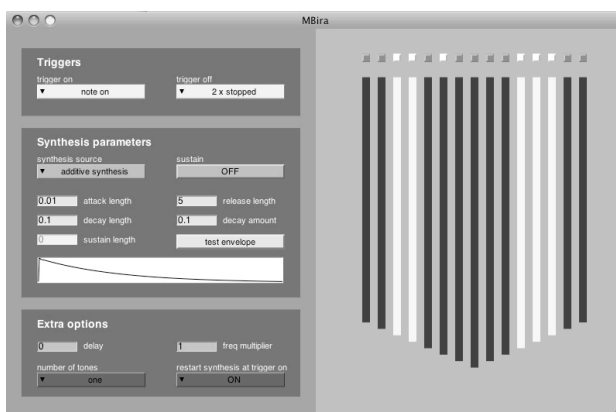 MBira
Triggers
trigger on
trigger off
▼ note on
▼ 2 x stopped
Synthesis parameters
synthesis source
sustain
▼ additive synthesis
OFF
0.01 attack length
5 release length
0.1 decay length
0.1 decay amount
0 sustain length
test envelope
Extra options
0 delay
1 freq multiplier
number of tones
restart synthesis at trigger on
▼ one
▼ ON